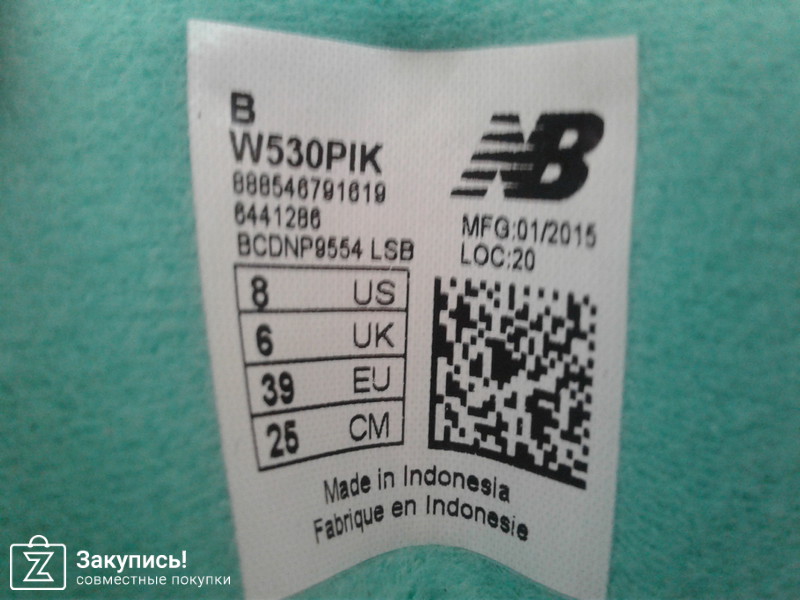 B
W530PIK
888546791619
6441286
BCDNP9554 LSB
NB
MFG:01/2015
LOC:20
8 US
6 UK
39 EU
25 CM
Made in Indonesia
Fabrique en Indonesie
Закупись!
совместные покупки